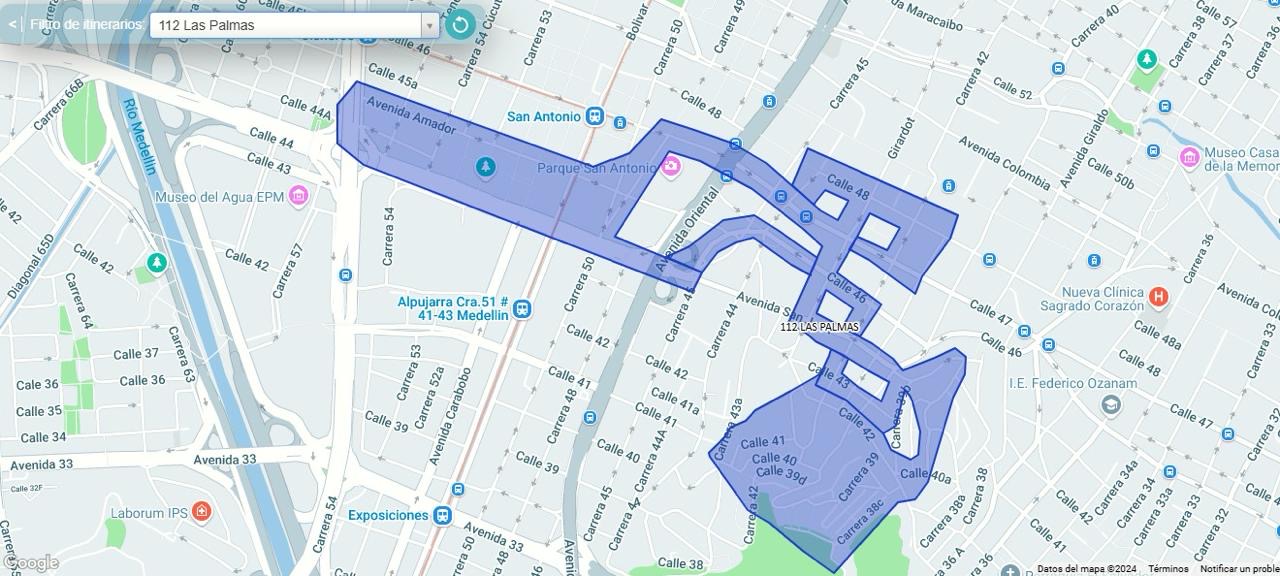 < | Filtro de itinerarios: 112 Las Palmas
Carrera 53
Carrera 50
Carrera 49
Avenida Maracaibo
Carrera 40
Calle 57
Carrera 38
Carrera 37
Carrera 36
Calle 46
Calle 45a
Carrera 54
Bolívar
Carrera 45
Carrera 42
Calle 52
Carrera 66B
Río Medellín
Calle 44A
Avenida Amador
San Antonio
Calle 48
Girardot
Avenida Giraldo
Calle 44
Calle 43
Parque San Antonio
Avenida Colombia
Museo Casa
de la Memor
Calle 50b
Museo del Agua EPM
Calle 48
Calle 42
Diagonal 65D
Carrera 54
Avenida Oriental
Carrera 36
Calle 42
Calle 42
Carrera 57
Carrera 50
Calle 46
Nueva Clínica
Sagrado Corazón
Avenida Co
Carrera 64
Alpujarra Cra.51 #
41-43 Medellin
Avenida San
Carrera 44
112 LAS PALMAS
Calle 47
Calle 46
Calle 48a
Calle 48
Carrera 63
Calle 37
Calle 36
Calle 36
Carrera 53
Carrera 52a
Avenida Carabobo
Calle 42
Calle 42
Calle 41
Calle 43
Carrera 39b
I.E. Federico Ozanam
Calle 35
Calle 34
Calle 39
Carrera 48
Calle 41a
Calle 41
Carrera 43a
Calle 42
Calle 47
Avenida 33
Avenida 33
Calle 32F
Calle 40
Calle 39
Carrera 44A
Calle 41
Calle 40
Calle 39d
Carrera 39
Calle 40a
Carrera 38
Carrera 34a
Carrera 33a
Carrera 33
Carrera 32
Laborum IPS
Carrera 54
Exposiciones
Avenida 33
Carrera 50
Carrera 45
Carrera 42
Carrera 38c
Carrera 38a
Carrera 36 A
Carrera 36
Calle 42
Calle 41
Calle 38
Google
Datos del mapa ©2024
Términos
Notificar un proble